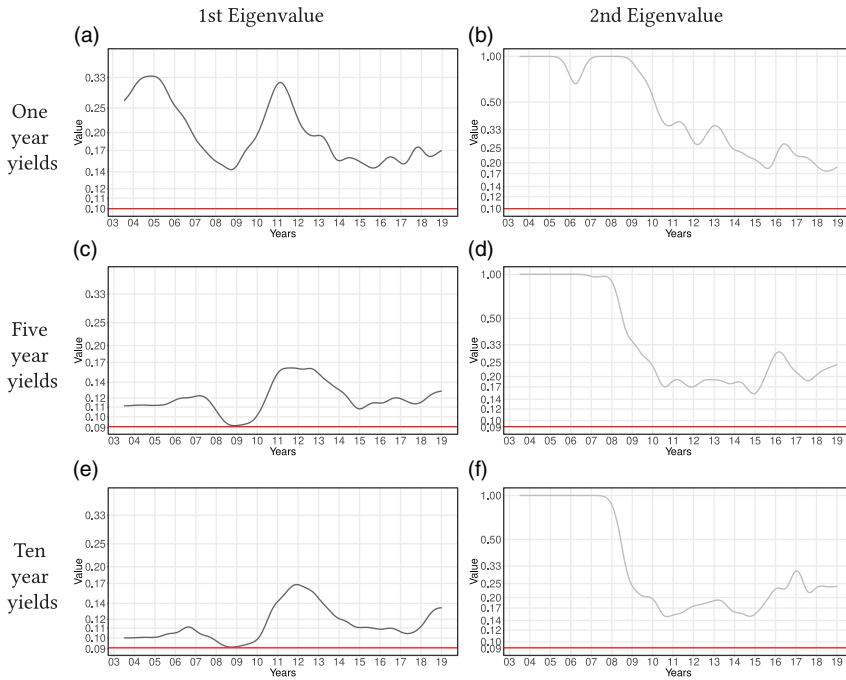 1st Eigenvalue
2nd Eigenvalue
One
year
yields
(a)
Value
0.33
0.25
0.20
0.17
0.14
0.12
0.11
0.10
03 04 05 06 07 08 09 10 11 12 13 14 15 16 17 18 19
Years
(b)
Value
1.00
0.50
0.33
0.25
0.20
0.17
0.14
0.12
0.10
03 04 05 06 07 08 09 10 11 12 13 14 15 16 17 18 19
Years
Five
year
yields
(c)
Value
0.33
0.25
0.20
0.17
0.14
0.12
0.11
0.10
0.09
03 04 05 06 07 08 09 10 11 12 13 14 15 16 17 18 19
Years
(d)
Value
1.00
0.50
0.33
0.25
0.20
0.17
0.14
0.12
0.10
0.09
03 04 05 06 07 08 09 10 11 12 13 14 15 16 17 18 19
Years
Ten
year
yields
(e)
Value
0.33
0.25
0.20
0.17
0.14
0.12
0.11
0.10
0.09
03 04 05 06 07 08 09 10 11 12 13 14 15 16 17 18 19
Years
(f)
Value
1.00
0.50
0.33
0.25
0.20
0.17
0.14
0.12
0.10
0.09
03 04 05 06 07 08 09 10 11 12 13 14 15 16 17 18 19
Years